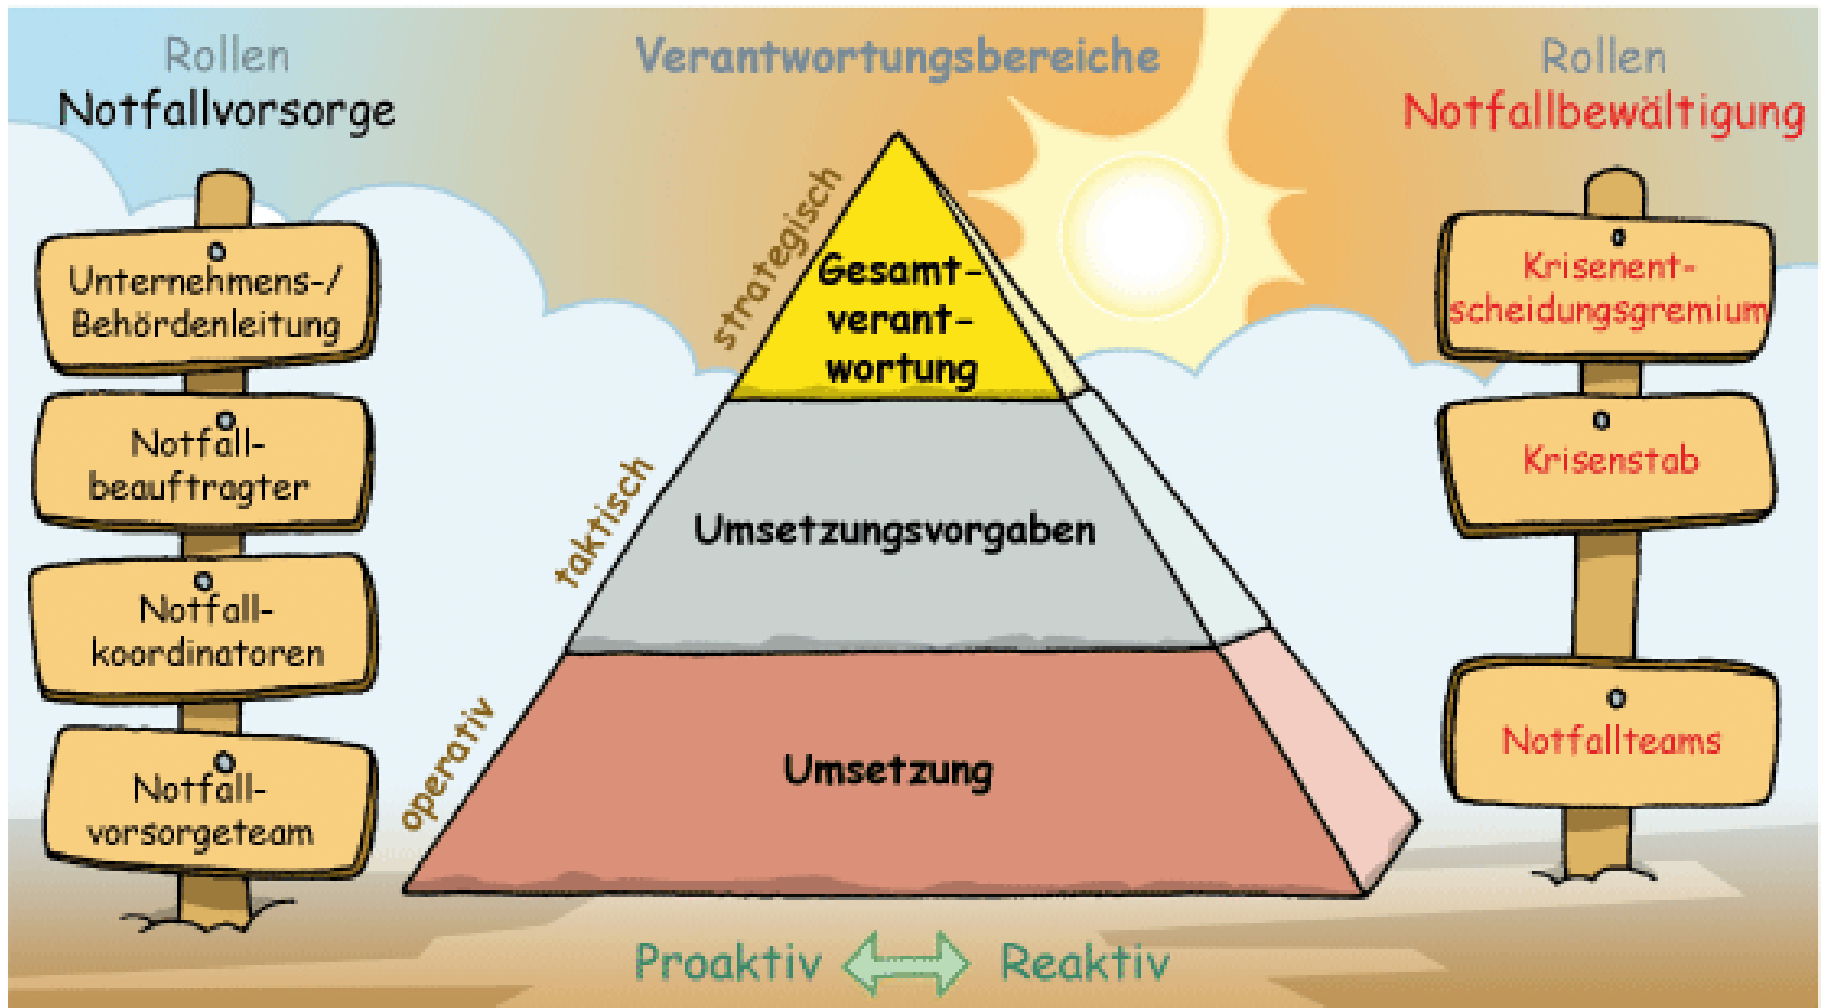 Rollen
Notfallvorsorge
Unternehmens-/
Behördenleitung
Notfall-
beauftragter
Notfall-
koordinatoren
Notfall-
vorsorgeteam
Verantwortungsbereiche
strategisch
Gesamt-
verant-
wortung
taktisch
Umsetzungsvorgaben
operativ
Umsetzung
Proaktiv
Reaktiv
Rollen
Notfallbewältigung
Krisenent-
scheidungsgremium
Krisenstab
Notfallteams